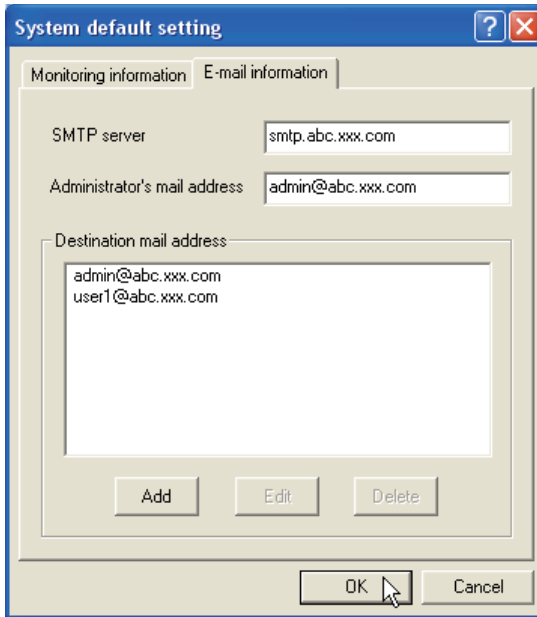 System default setting
Monitoring information E-mail information
SMTP server smtp.abc.xxx.com
Administrator's mail address admin@abc.xxx.com
Destination mail address
admin@abc.xxx.com
user1@abc.xxx.com
Add Edit Delete
OK Cancel